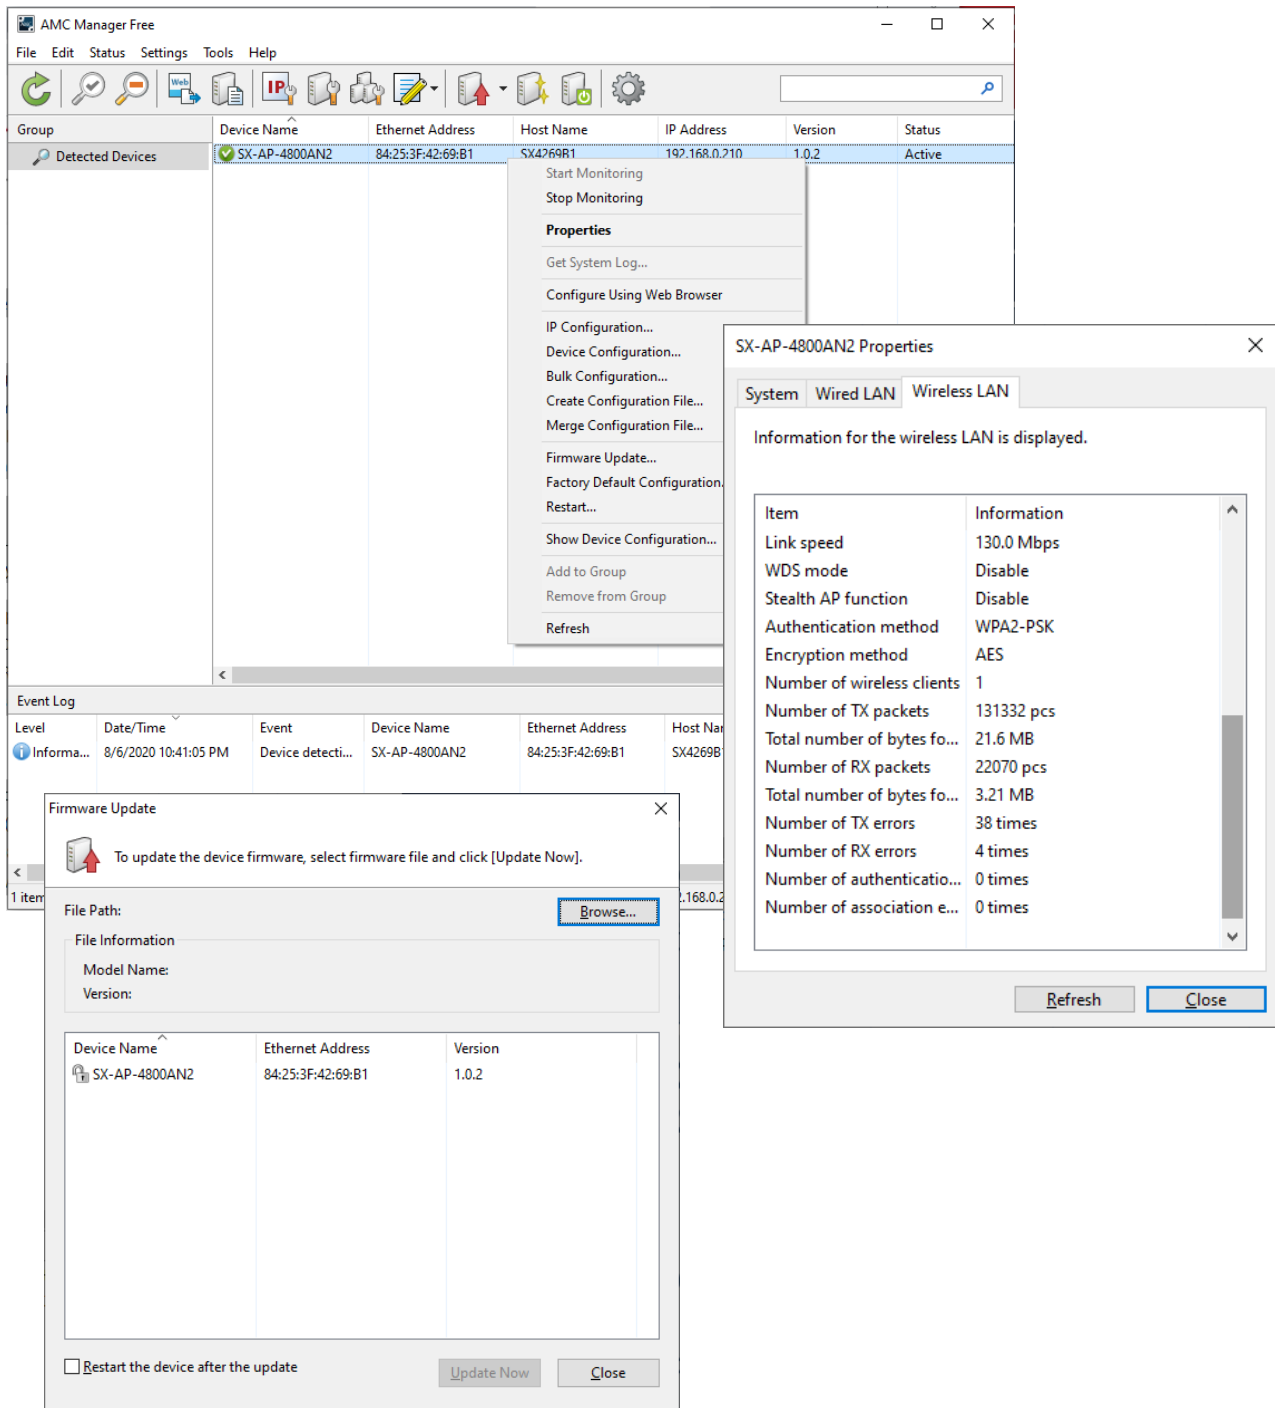 AMC Manager Free
File Edit Status Settings Tools Help
Web IP
Group
Detected Devices
Device Name Ethernet Address Host Name IP Address Version Status
SX-AP-4800AN2 84:25:3F:42:69:B1 SX4269B1 192.168.0.210 1.0.2 Active
Start Monitoring
Stop Monitoring
Properties
Get System Log...
Configure Using Web Browser
IP Configuration...
Device Configuration...
Bulk Configuration...
Create Configuration File...
Merge Configuration File...
Firmware Update...
Factory Default Configuration.
Restart...
Show Device Configuration...
Add to Group
Remove from Group
Refresh
Event Log
Level Date/Time Event Device Name Ethernet Address Host Nar
Informa... 8/6/2020 10:41:05 PM Device detecti... SX-AP-4800AN2 84:25:3F:42:69:B1 SX4269B
1 item
.168.0.2
SX-AP-4800AN2 Properties
System Wired LAN Wireless LAN
Information for the wireless LAN is displayed.
Item Information
Link speed 130.0 Mbps
WDS mode Disable
Stealth AP function Disable
Authentication method WPA2-PSK
Encryption method AES
Number of wireless clients 1
Number of TX packets 131332 pcs
Total number of bytes fo... 21.6 MB
Number of RX packets 22070 pcs
Total number of bytes fo... 3.21 MB
Number of TX errors 38 times
Number of RX errors 4 times
Number of authenticatio... 0 times
Number of association e... 0 times
Refresh Close
Firmware Update
To update the device firmware, select firmware file and click [Update Now].
File Path:
Browse...
File Information
Model Name:
Version:
Device Name Ethernet Address Version
SX-AP-4800AN2 84:25:3F:42:69:B1 1.0.2
Restart the device after the update
Update Now Close